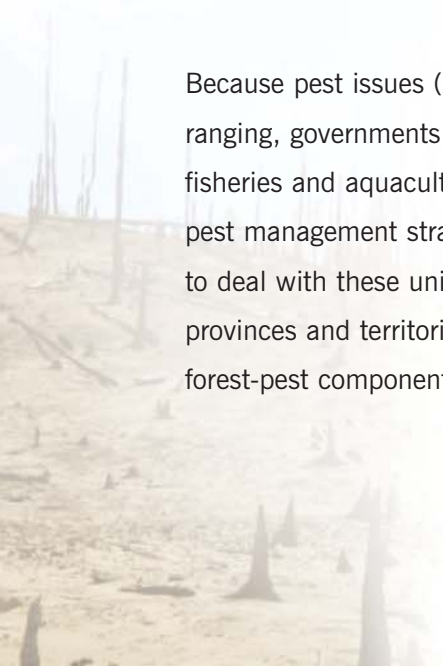 Because pest issues (
ranging, governments
fisheries and aquacult
pest management stra
to deal with these uni
provinces and territori
forest-pest component